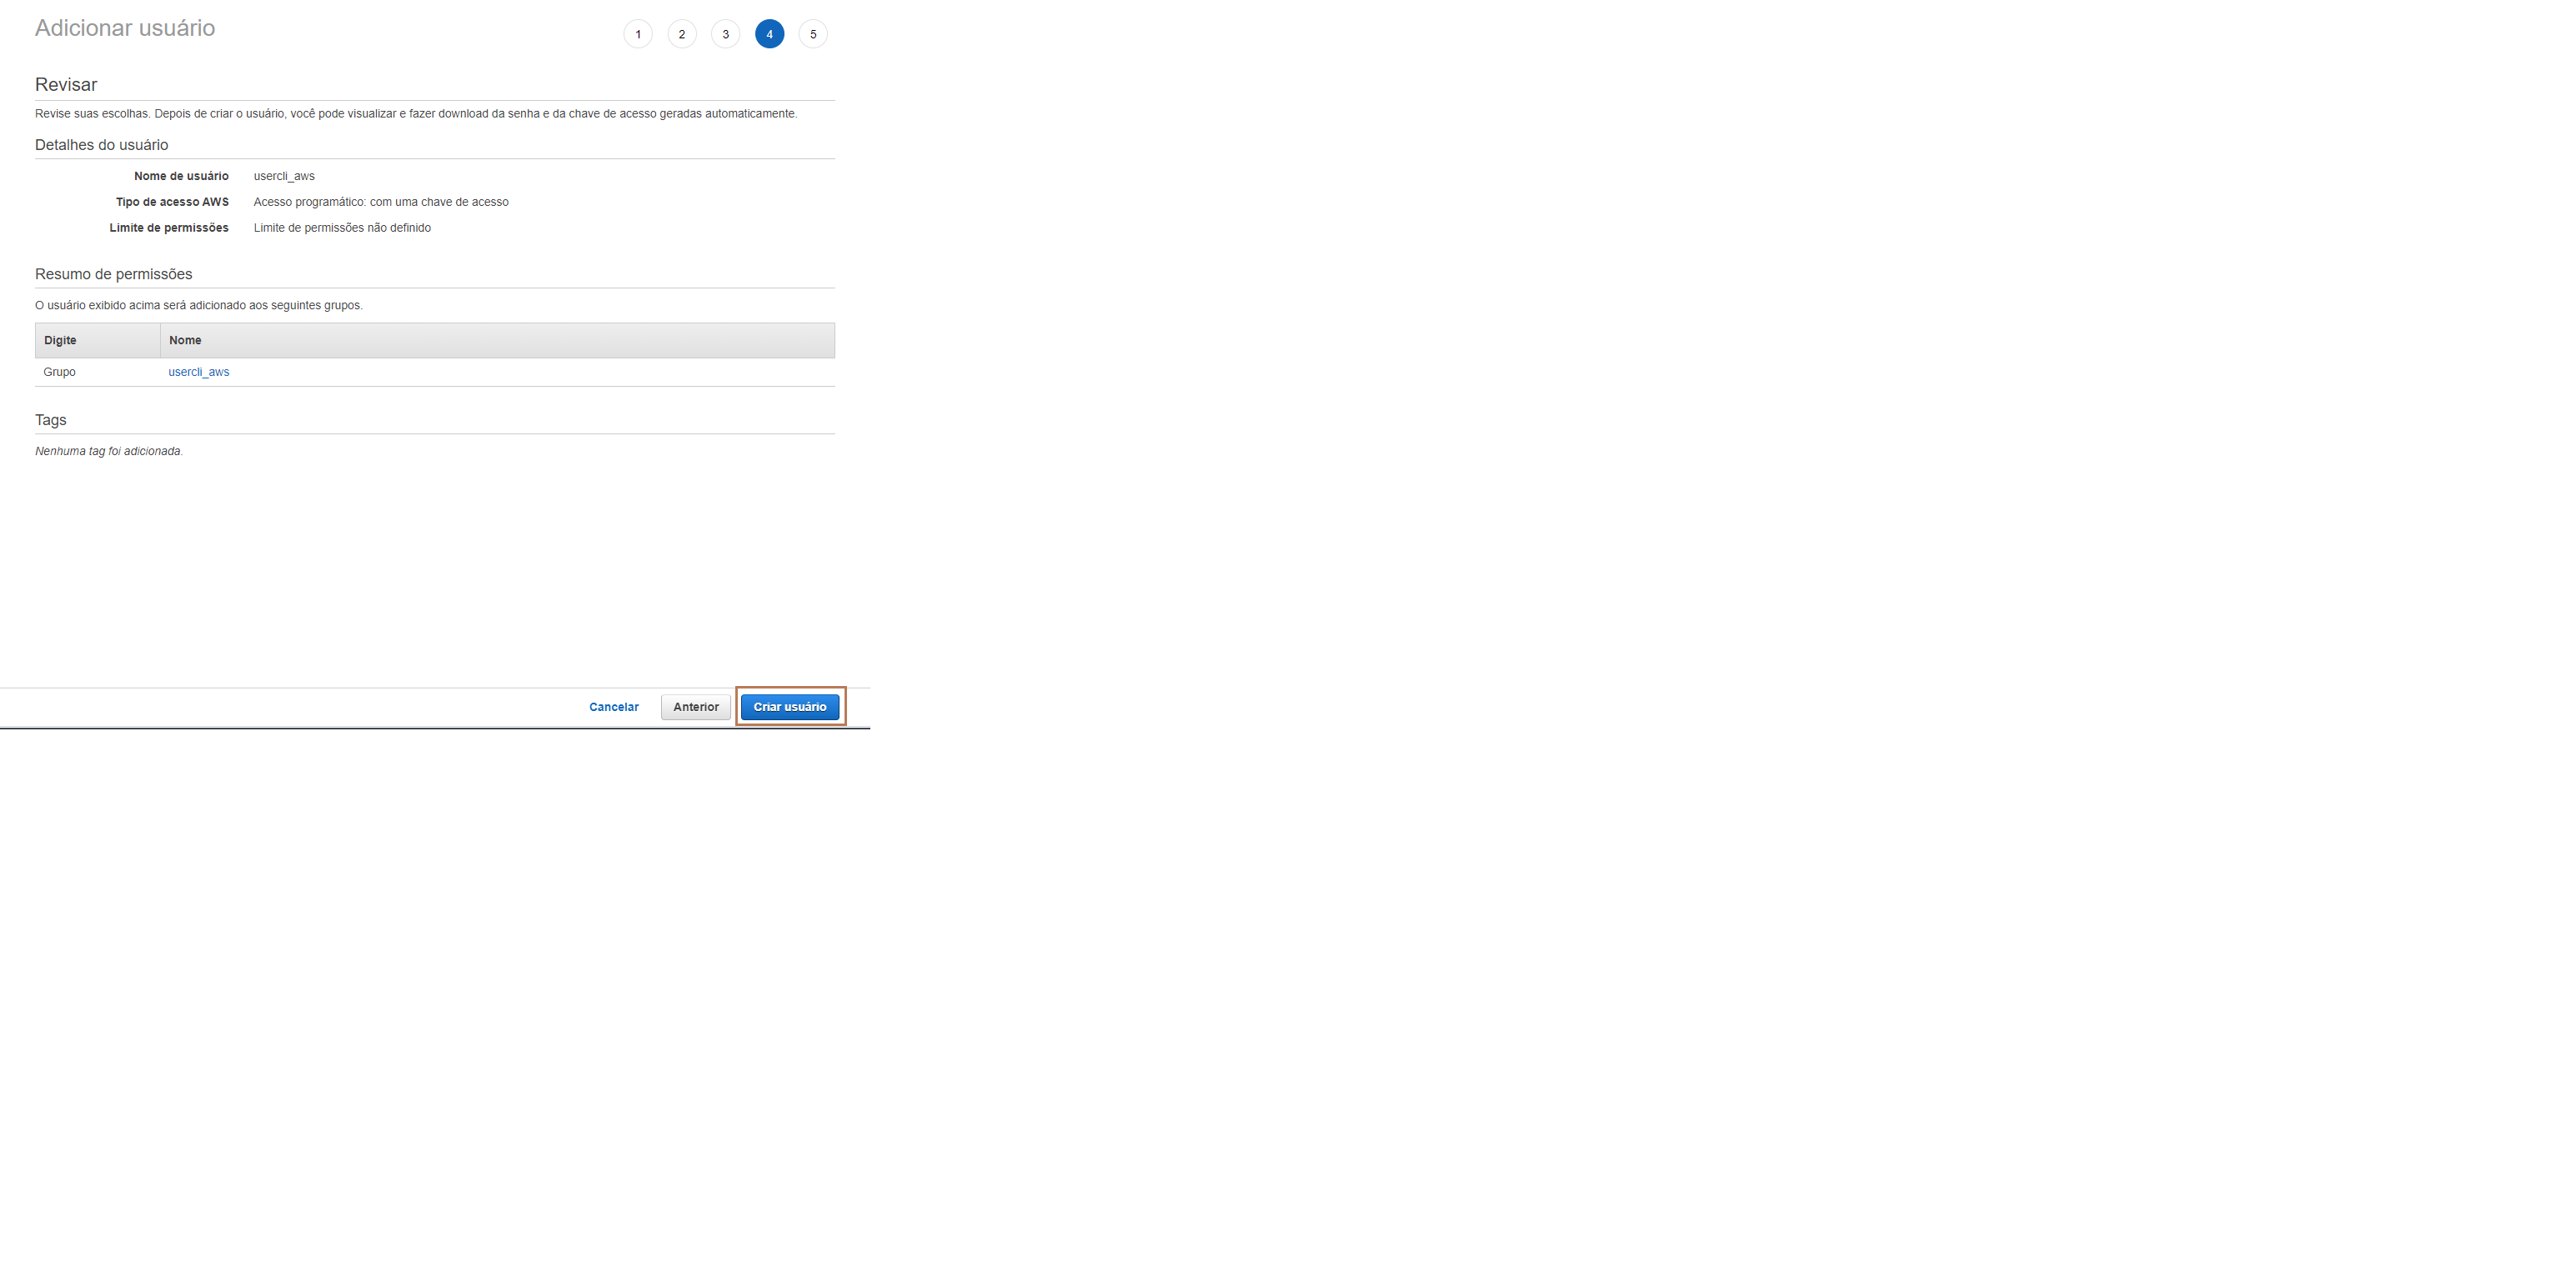 Adicionar usuário
1 2 3 4 5
Revisar
Revise suas escolhas. Depois de criar o usuário, você pode visualizar e fazer download da senha e da chave de acesso geradas automaticamente.
Detalhes do usuário
Nome de usuário usercli_aws
Tipo de acesso AWS Acesso programático: com uma chave de acesso
Limite de permissões Limite de permissões não definido
Resumo de permissões
O usuário exibido acima será adicionado aos seguintes grupos.
Digite Nome
Grupo usercli_aws
Tags
Nenhuma tag foi adicionada.
Cancelar Anterior Criar usuário